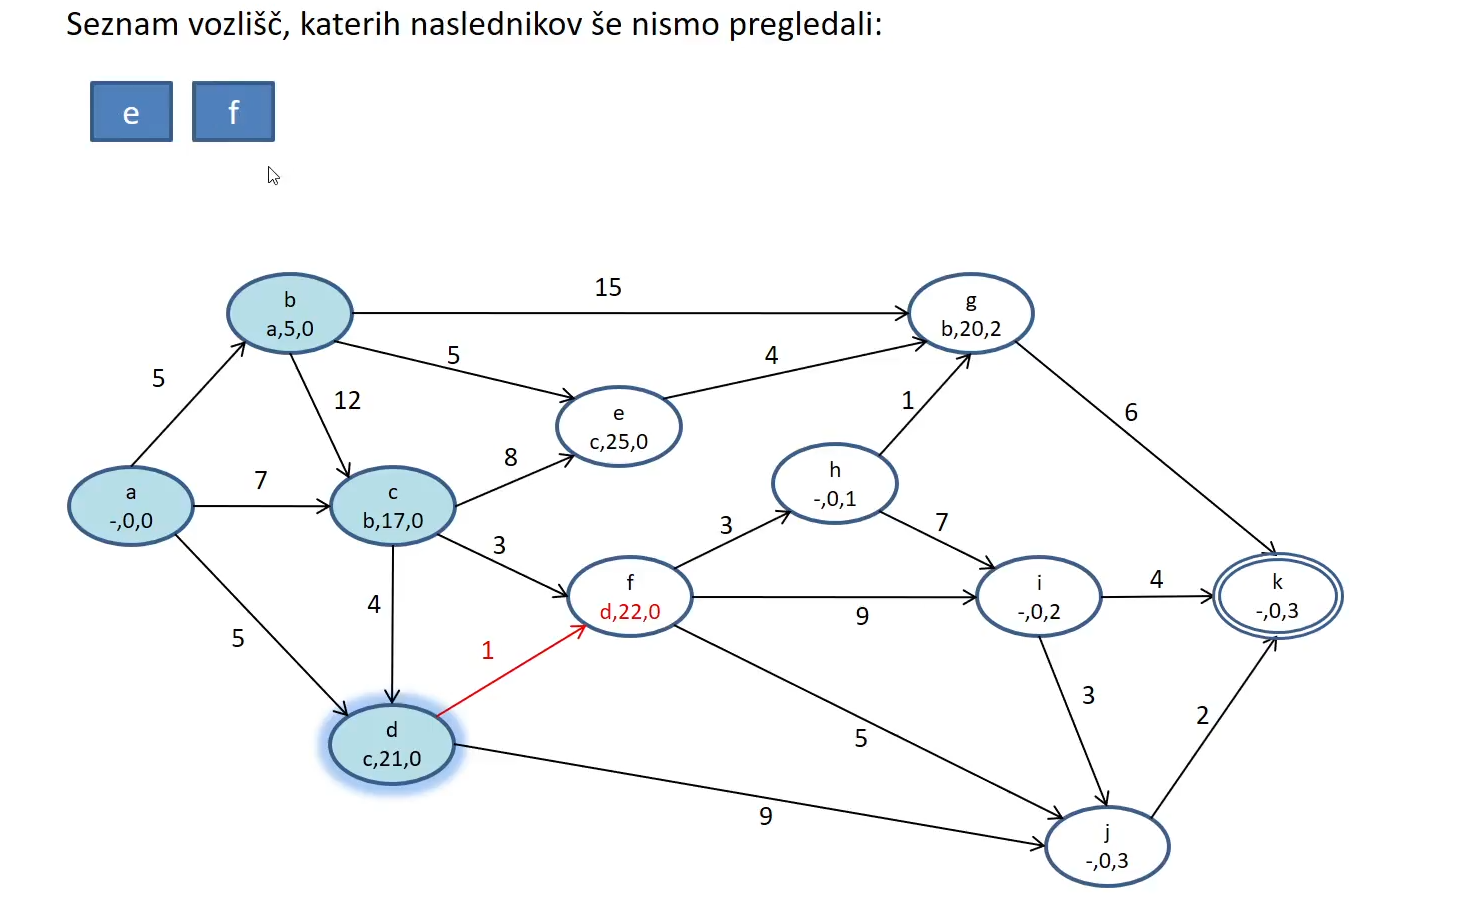 Seznam vozlišč, katerih naslednikov še nismo pregledali:
e f
15
b
a,5,0
g
b,20,2
5
4
5
12
1
6
e
c,25,0
8
h
-,0,1
7
a
-,0,0
c
b,17,0
3
3
7
4
f
d,22,0
i
-,0,2
4
k
-,0,3
9
5
1
3
2
d
c,21,0
5
9
j
-,0,3